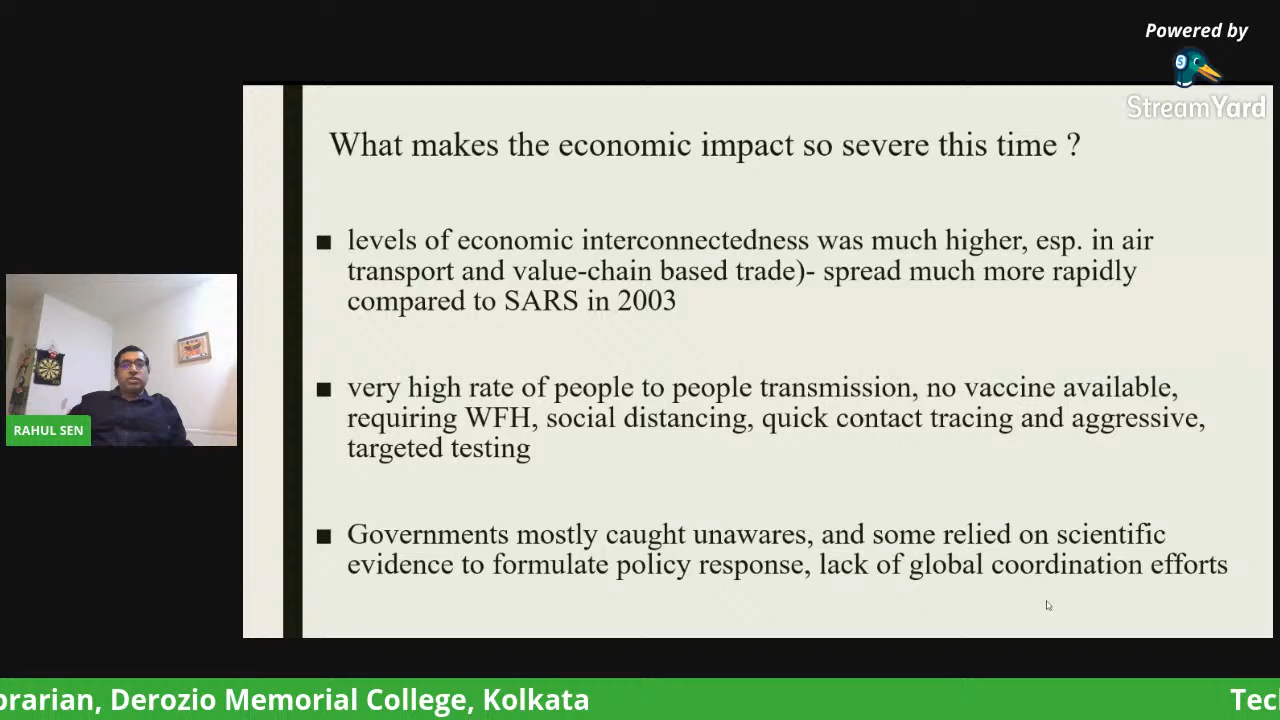 Powered by
StreamYard
What makes the economic impact so severe this time ?
■ levels of economic interconnectedness was much higher, esp. in air
transport and value-chain based trade)- spread much more rapidly
compared to SARS in 2003
■ very high rate of people to people transmission, no vaccine available,
requiring WFH, social distancing, quick contact tracing and aggressive,
targeted testing
■ Governments mostly caught unawares, and some relied on scientific
evidence to formulate policy response, lack of global coordination efforts
RAHUL SEN
brarian, Derozio Memorial College, Kolkata
Tec